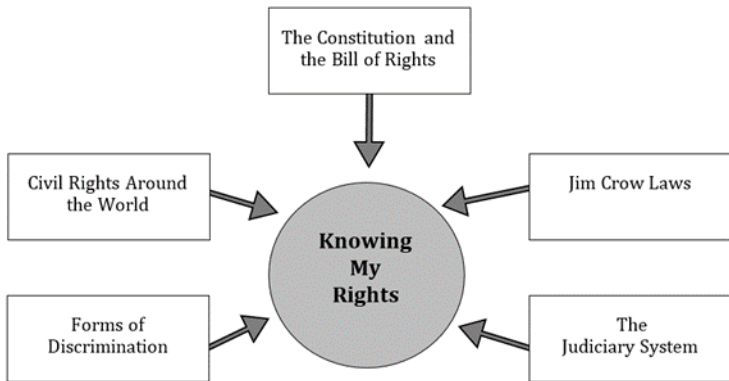 The Constitution and
the Bill of Rights
Civil Rights Around
the World
Jim Crow Laws
Knowing
My
Rights
Forms of
Discrimination
The
Judiciary System